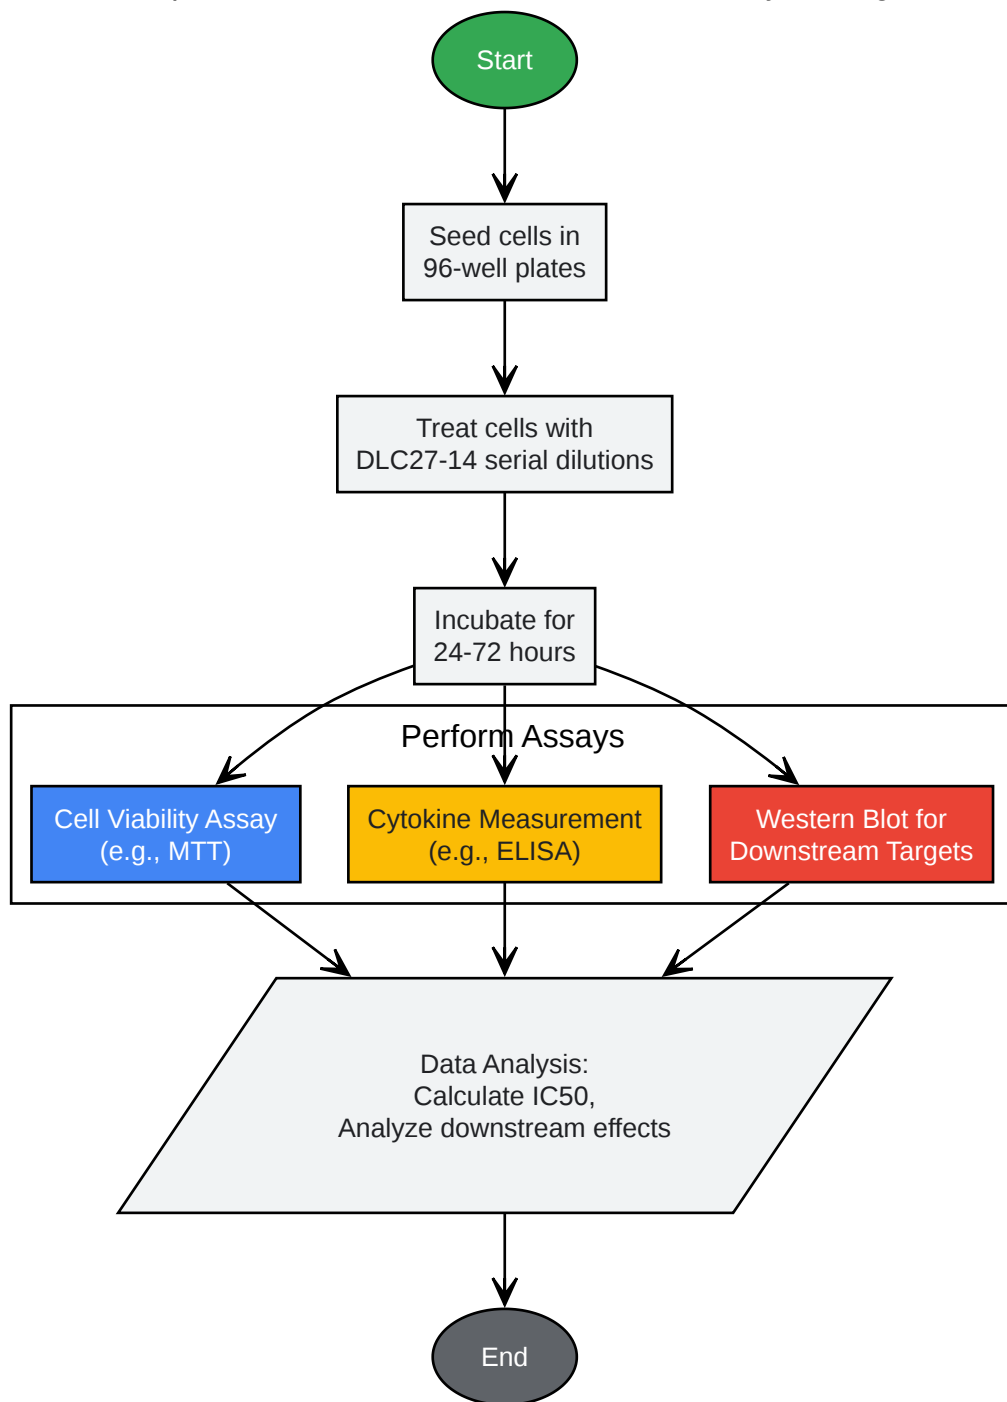 Start
Seed cells in
96-well plates
Treat cells with
DLC27-14 serial dilutions
Incubate for
24-72 hours
Perform Assays
Cell Viability Assay
(e.g., MTT)
Cytokine Measurement
(e.g., ELISA)
Western Blot for
Downstream Targets
Data Analysis:
Calculate IC50,
Analyze downstream effects
End